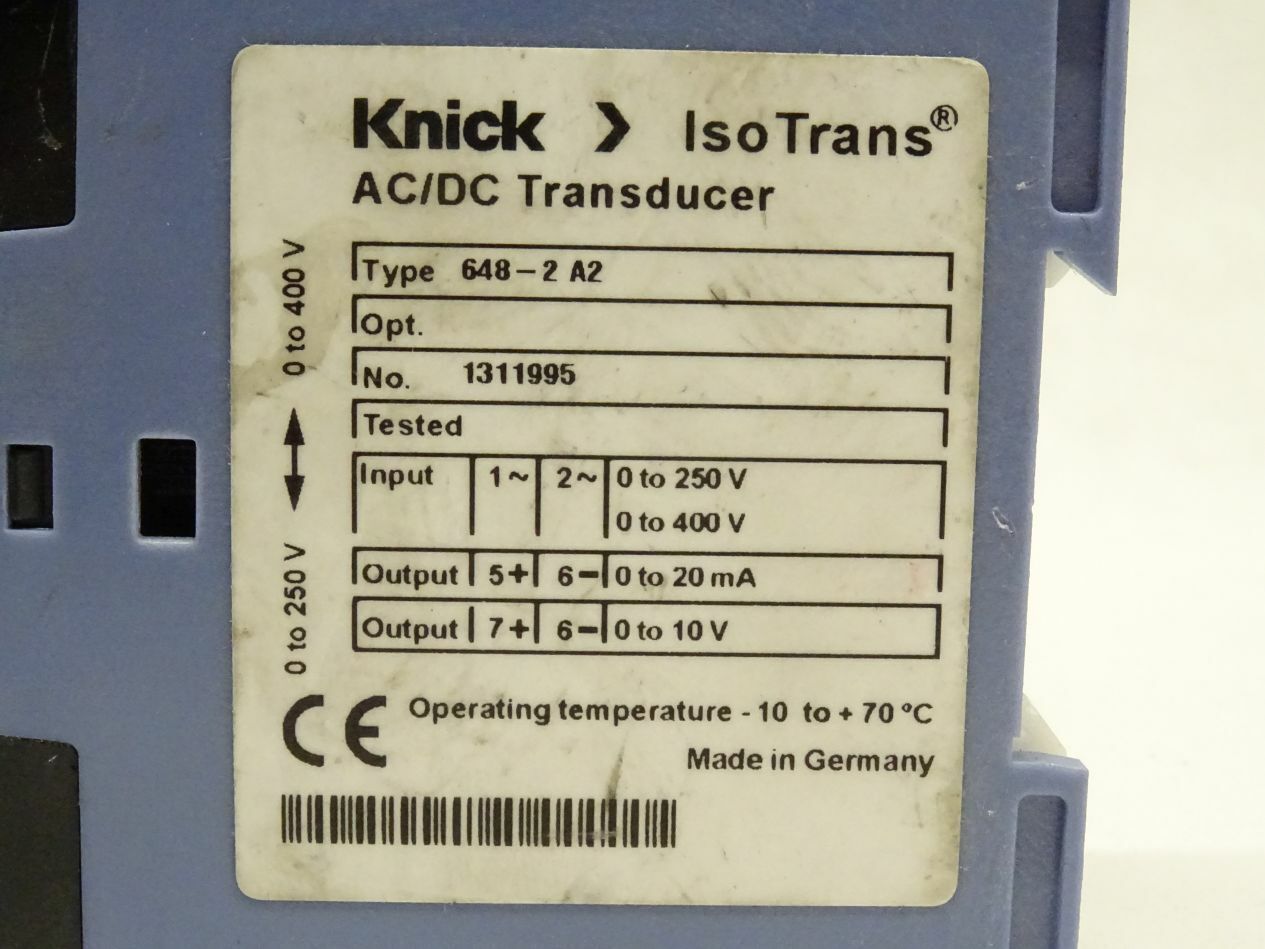 Knick > IsoTrans®
AC/DC Transducer
0 to 400 V
0 to 250 V
Type 648-2 A2
Opt.
No. 1311995
Tested
Input 1~ 2~ 0 to 250 V
0 to 400 V
Output 5+ 6- 0 to 20 mA
Output 7+ 6- 0 to 10 V
CE Operating temperature -10 to +70 °C
Made in Germany